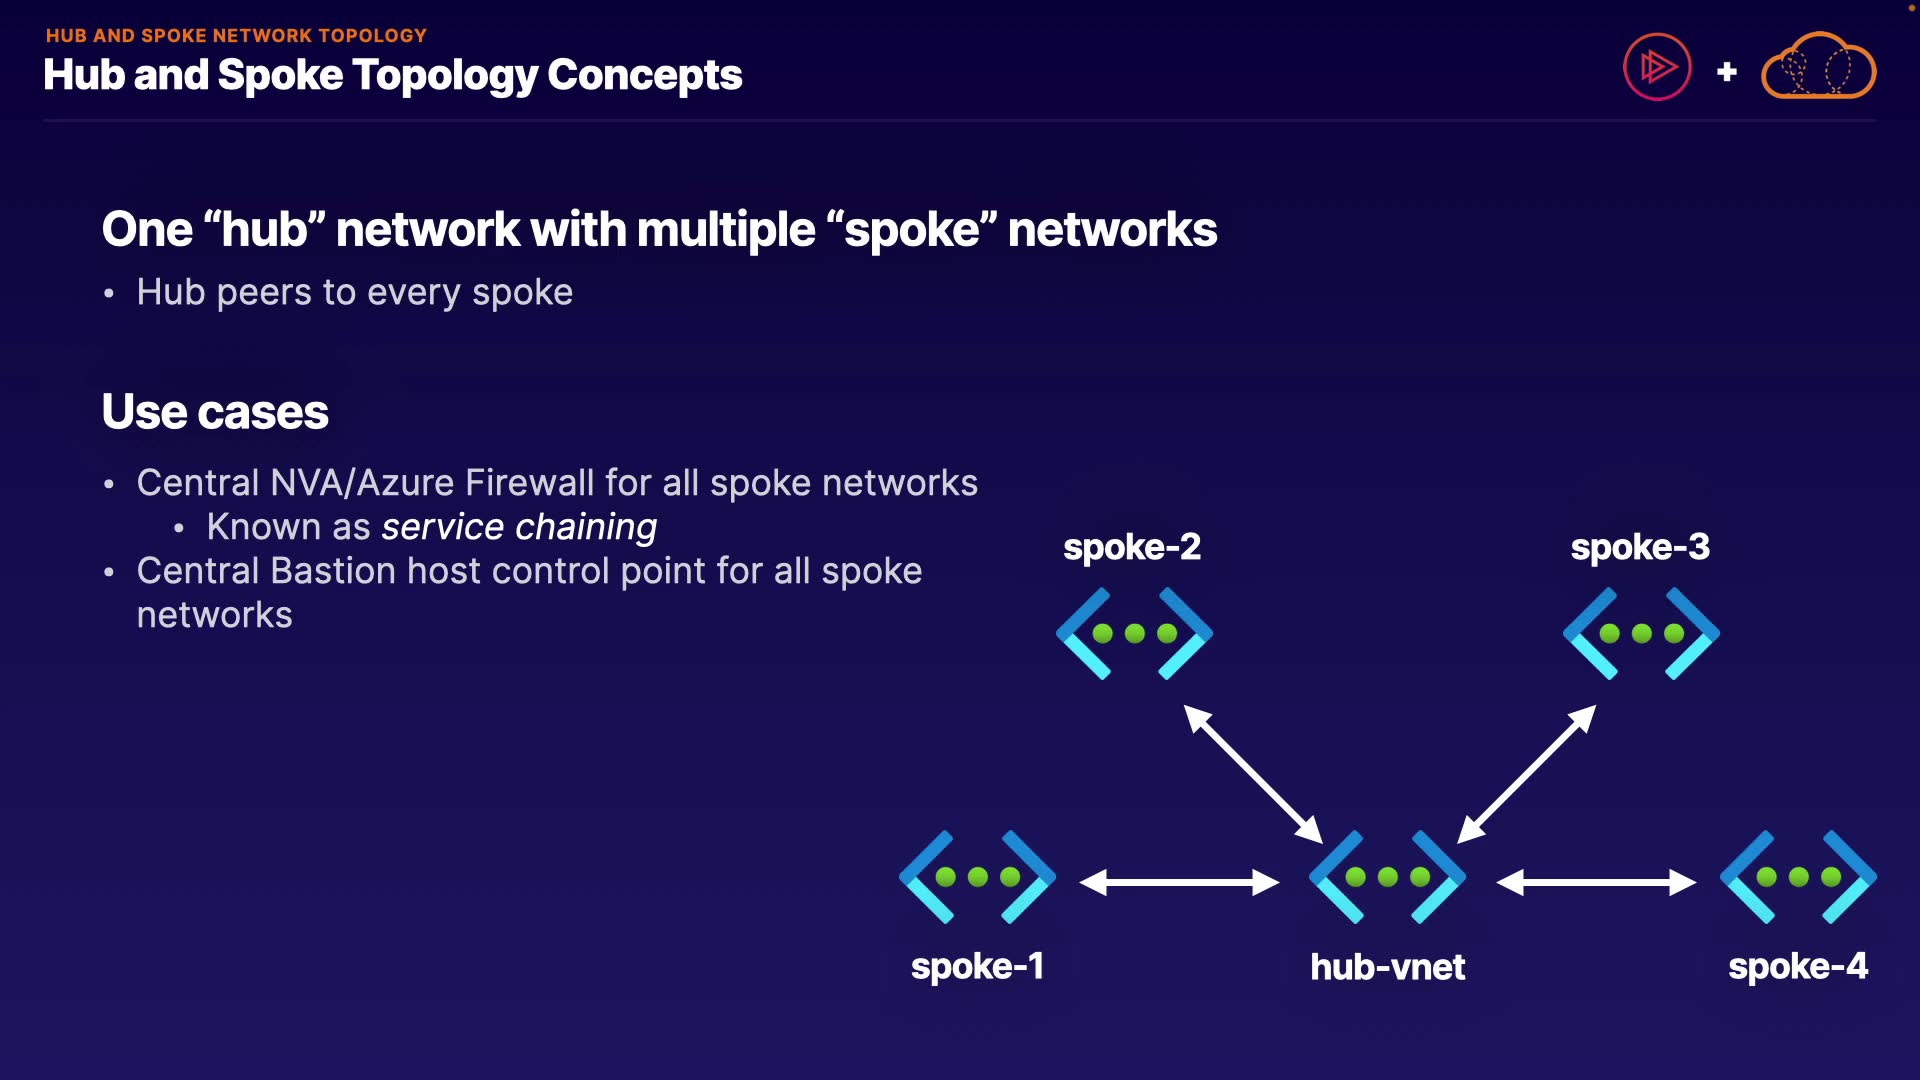 HUB AND SPOKE NETWORK TOPOLOGY
Hub and Spoke Topology Concepts
One “hub” network with multiple “spoke” networks
• Hub peers to every spoke
Use cases
• Central NVA/Azure Firewall for all spoke networks
• Known as service chaining
• Central Bastion host control point for all spoke
networks
spoke-2
spoke-3
spoke-1
hub-vnet
spoke-4